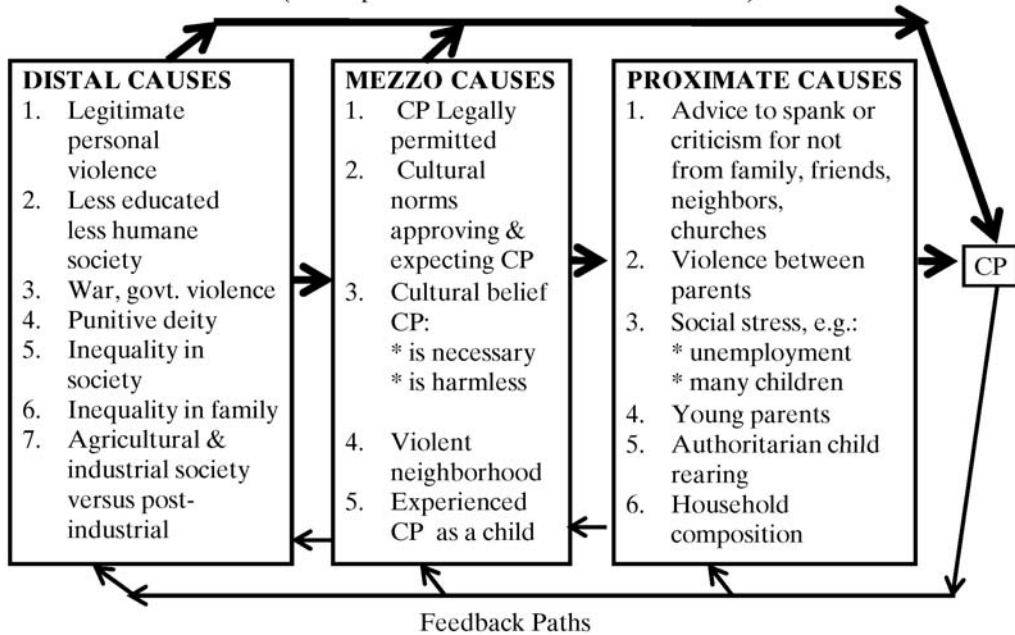 DISTAL CAUSES
1. Legitimate
personal
violence
2. Less educated
less humane
society
3. War, govt. violence
4. Punitive deity
5. Inequality in
society
6. Inequality in family
7. Agricultural &
industrial society
versus post-
industrial
MEZZO CAUSES
1. CP Legally
permitted
2. Cultural
norms
approving &
expecting CP
3. Cultural belief
CP:
* is necessary
* is harmless
4. Violent
neighborhood
5. Experienced
CP as a child
PROXIMATE CAUSES
1. Advice to spank or
criticism for not
from family, friends,
neighbors,
churches
2. Violence between
parents
3. Social stress, e.g.:
* unemployment
* many children
4. Young parents
5. Authoritarian child
rearing
6. Household
composition
CP
Feedback Paths